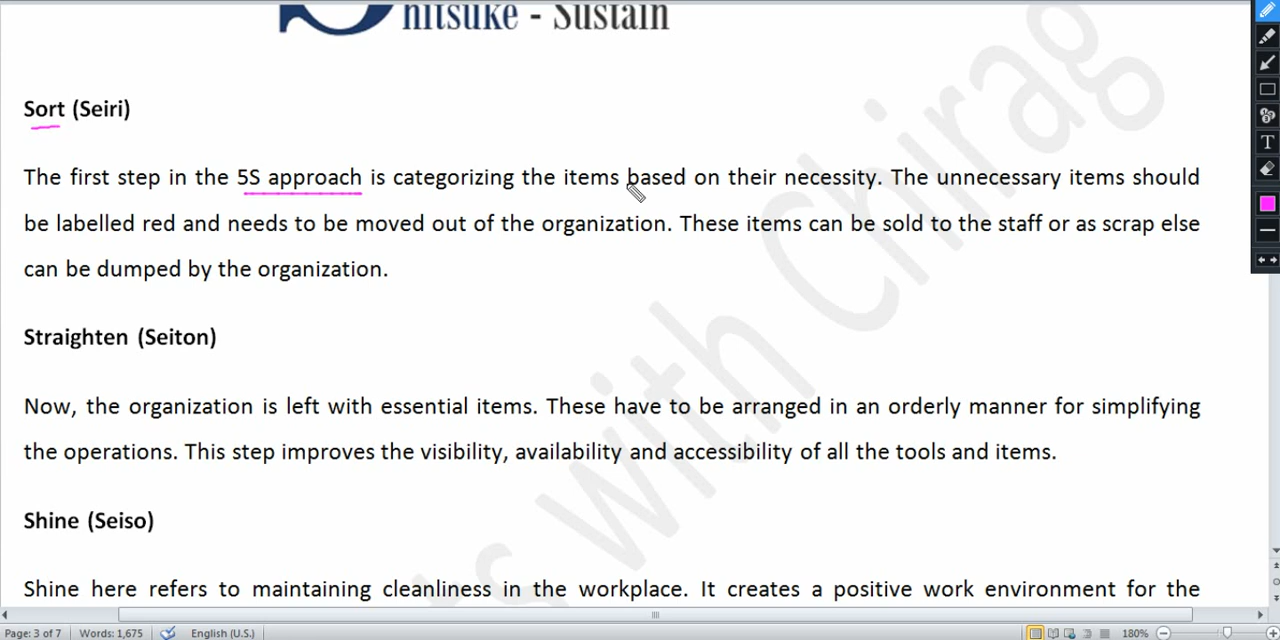 hitsuke - Sustain
Sort (Seiri)
The first step in the 5S approach is categorizing the items based on their necessity. The unnecessary items should
be labelled red and needs to be moved out of the organization. These items can be sold to the staff or as scrap else
can be dumped by the organization.
Straighten (Seiton)
Now, the organization is left with essential items. These have to be arranged in an orderly manner for simplifying
the operations. This step improves the visibility, availability and accessibility of all the tools and items.
Shine (Seiso)
Shine here refers to maintaining cleanliness in the workplace. It creates a positive work environment for the
ts with Chirag
Page: 3 of 7 Words: 1,675 English (U.S.) 180%